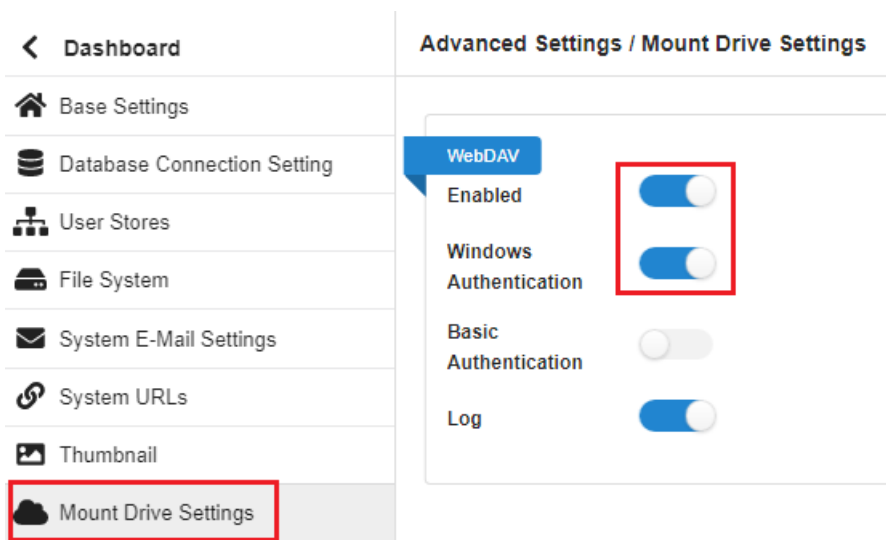 Dashboard
Base Settings
Database Connection Setting
User Stores
File System
System E-Mail Settings
System URLs
Thumbnail
Mount Drive Settings
Advanced Settings / Mount Drive Settings
WebDAV
Enabled
Windows
Authentication
Basic
Authentication
Log